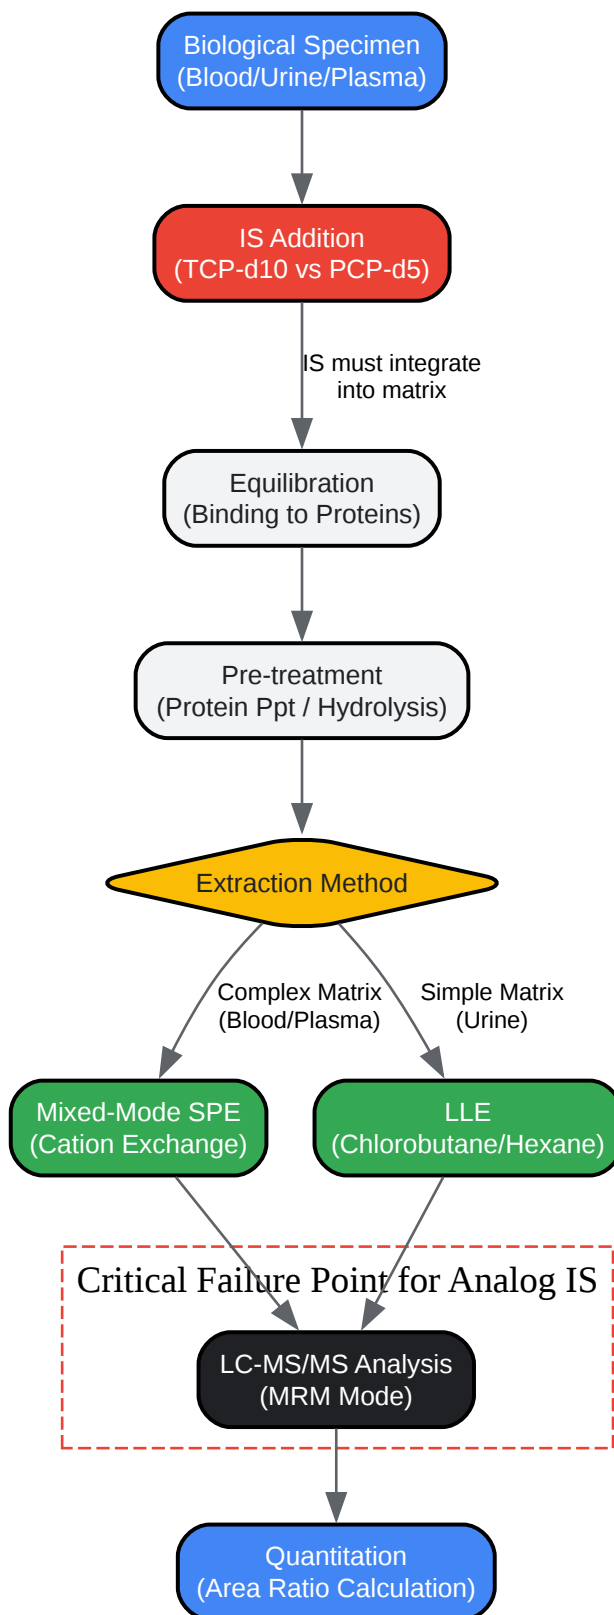 Biological Specimen
(Blood/Urine/Plasma)
IS Addition
(TCP-d10 vs PCP-d5)
IS must integrate
into matrix
Equilibration
(Binding to Proteins)
Pre-treatment
(Protein Ppt / Hydrolysis)
Extraction Method
Complex Matrix
(Blood/Plasma)
Simple Matrix
(Urine)
Mixed-Mode SPE
(Cation Exchange)
LLE
(Chlorobutane/Hexane)
Critical Failure Point for Analog IS
LC-MS/MS Analysis
(MRM Mode)
Quantitation
(Area Ratio Calculation)